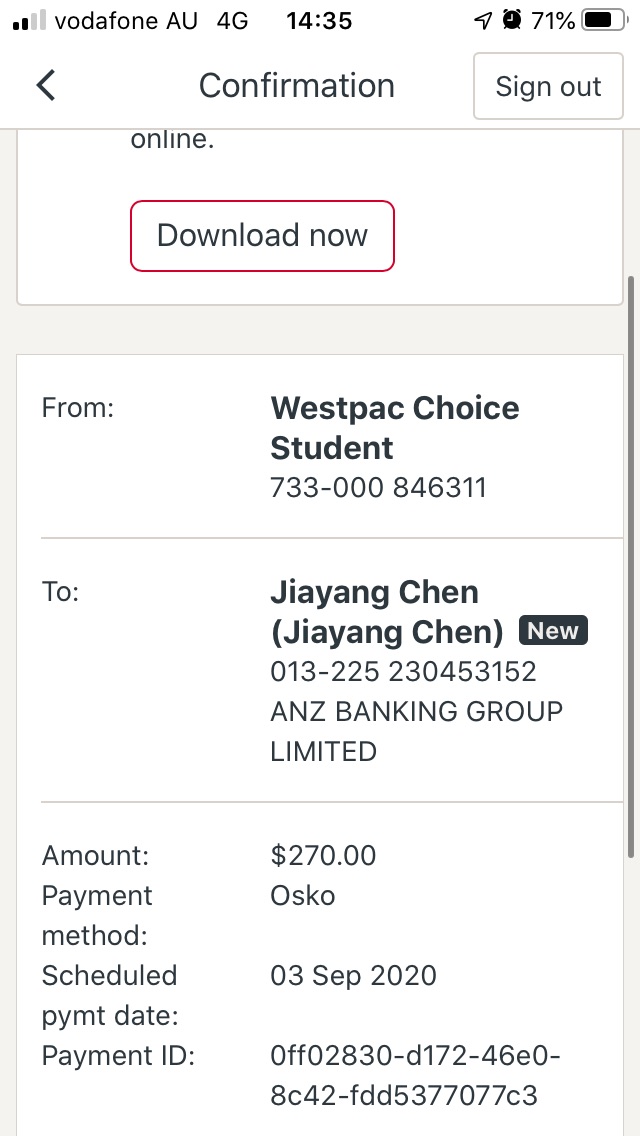 vodafone AU 4G 14:35 71%
Confirmation Sign out
online.
Download now
From: Westpac Choice
Student
733-000 846311
To: Jiayang Chen
(Jiayang Chen) New
013-225 230453152
ANZ BANKING GROUP
LIMITED
Amount: $270.00
Payment Osko
method:
Scheduled 03 Sep 2020
pymt date:
Payment ID: 0ff02830-d172-46e0-
8c42-fdd5377077c3